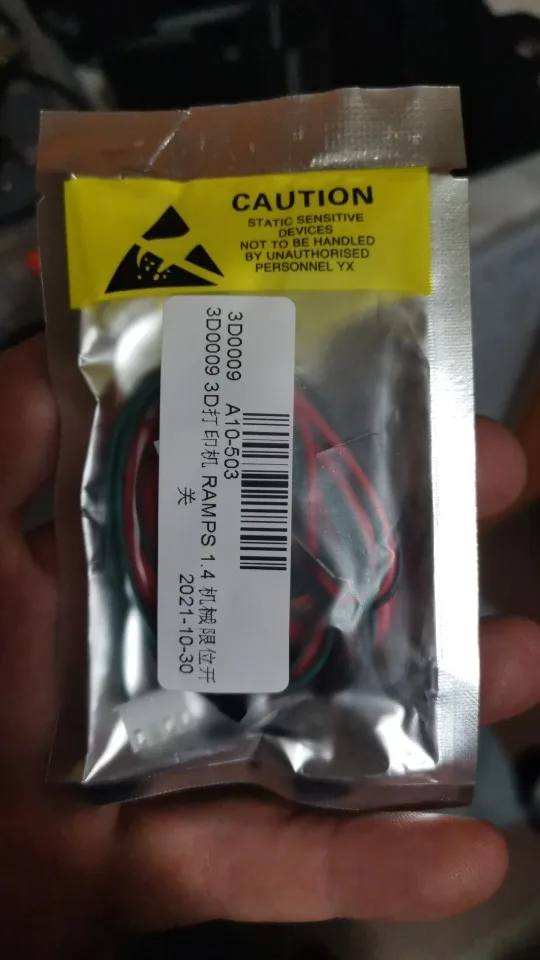 CAUTION
STATIC SENSITIVE
DEVICES
NOT TO BE HANDLED
BY UNAUTHORISED
PERSONNEL YX
3D0009 A10-503
3D0009 3D打印机 RAMPS 1.4 机械限位开
关
2021-10-30